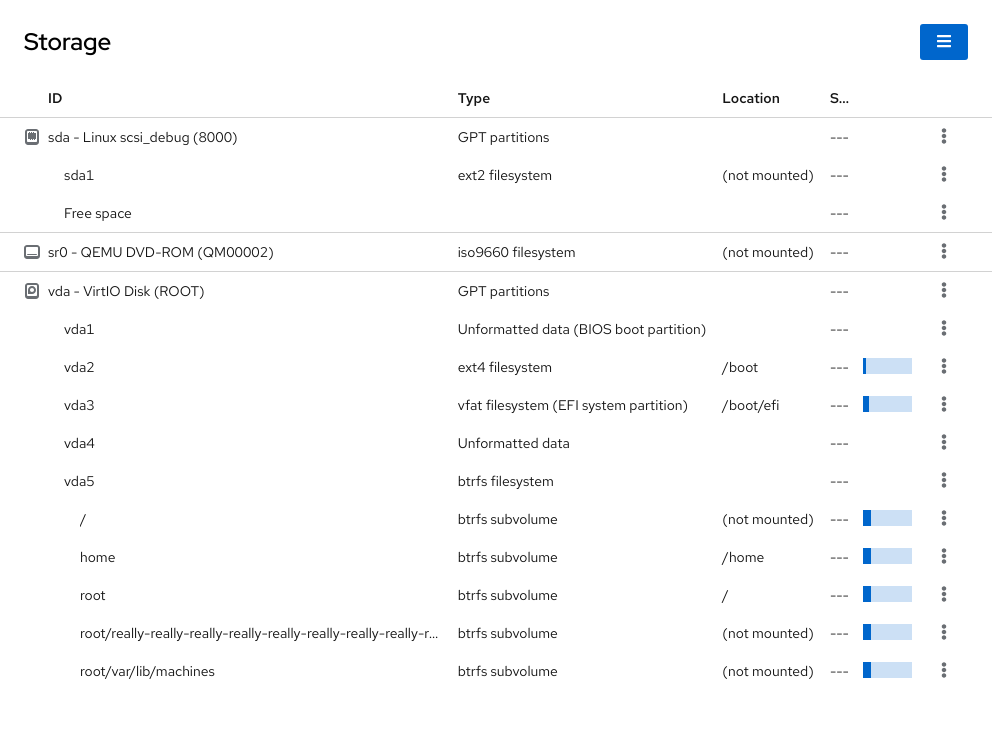 Storage
ID Type Location S...
sda - Linux scsi_debug (8000) GPT partitions ---
sda1 ext2 filesystem (not mounted) ---
Free space ---
sr0 - QEMU DVD-ROM (QM00002) iso9660 filesystem (not mounted) ---
vda - VirtIO Disk (ROOT) GPT partitions ---
vda1 Unformatted data (BIOS boot partition) ---
vda2 ext4 filesystem /boot ---
vda3 vfat filesystem (EFI system partition) /boot/efi ---
vda4 Unformatted data ---
vda5 btrfs filesystem ---
/ btrfs subvolume (not mounted) ---
home btrfs subvolume /home ---
root btrfs subvolume / ---
root/really-really-really-really-really-really-really-really-r... btrfs subvolume (not mounted) ---
root/var/lib/machines btrfs subvolume (not mounted) ---